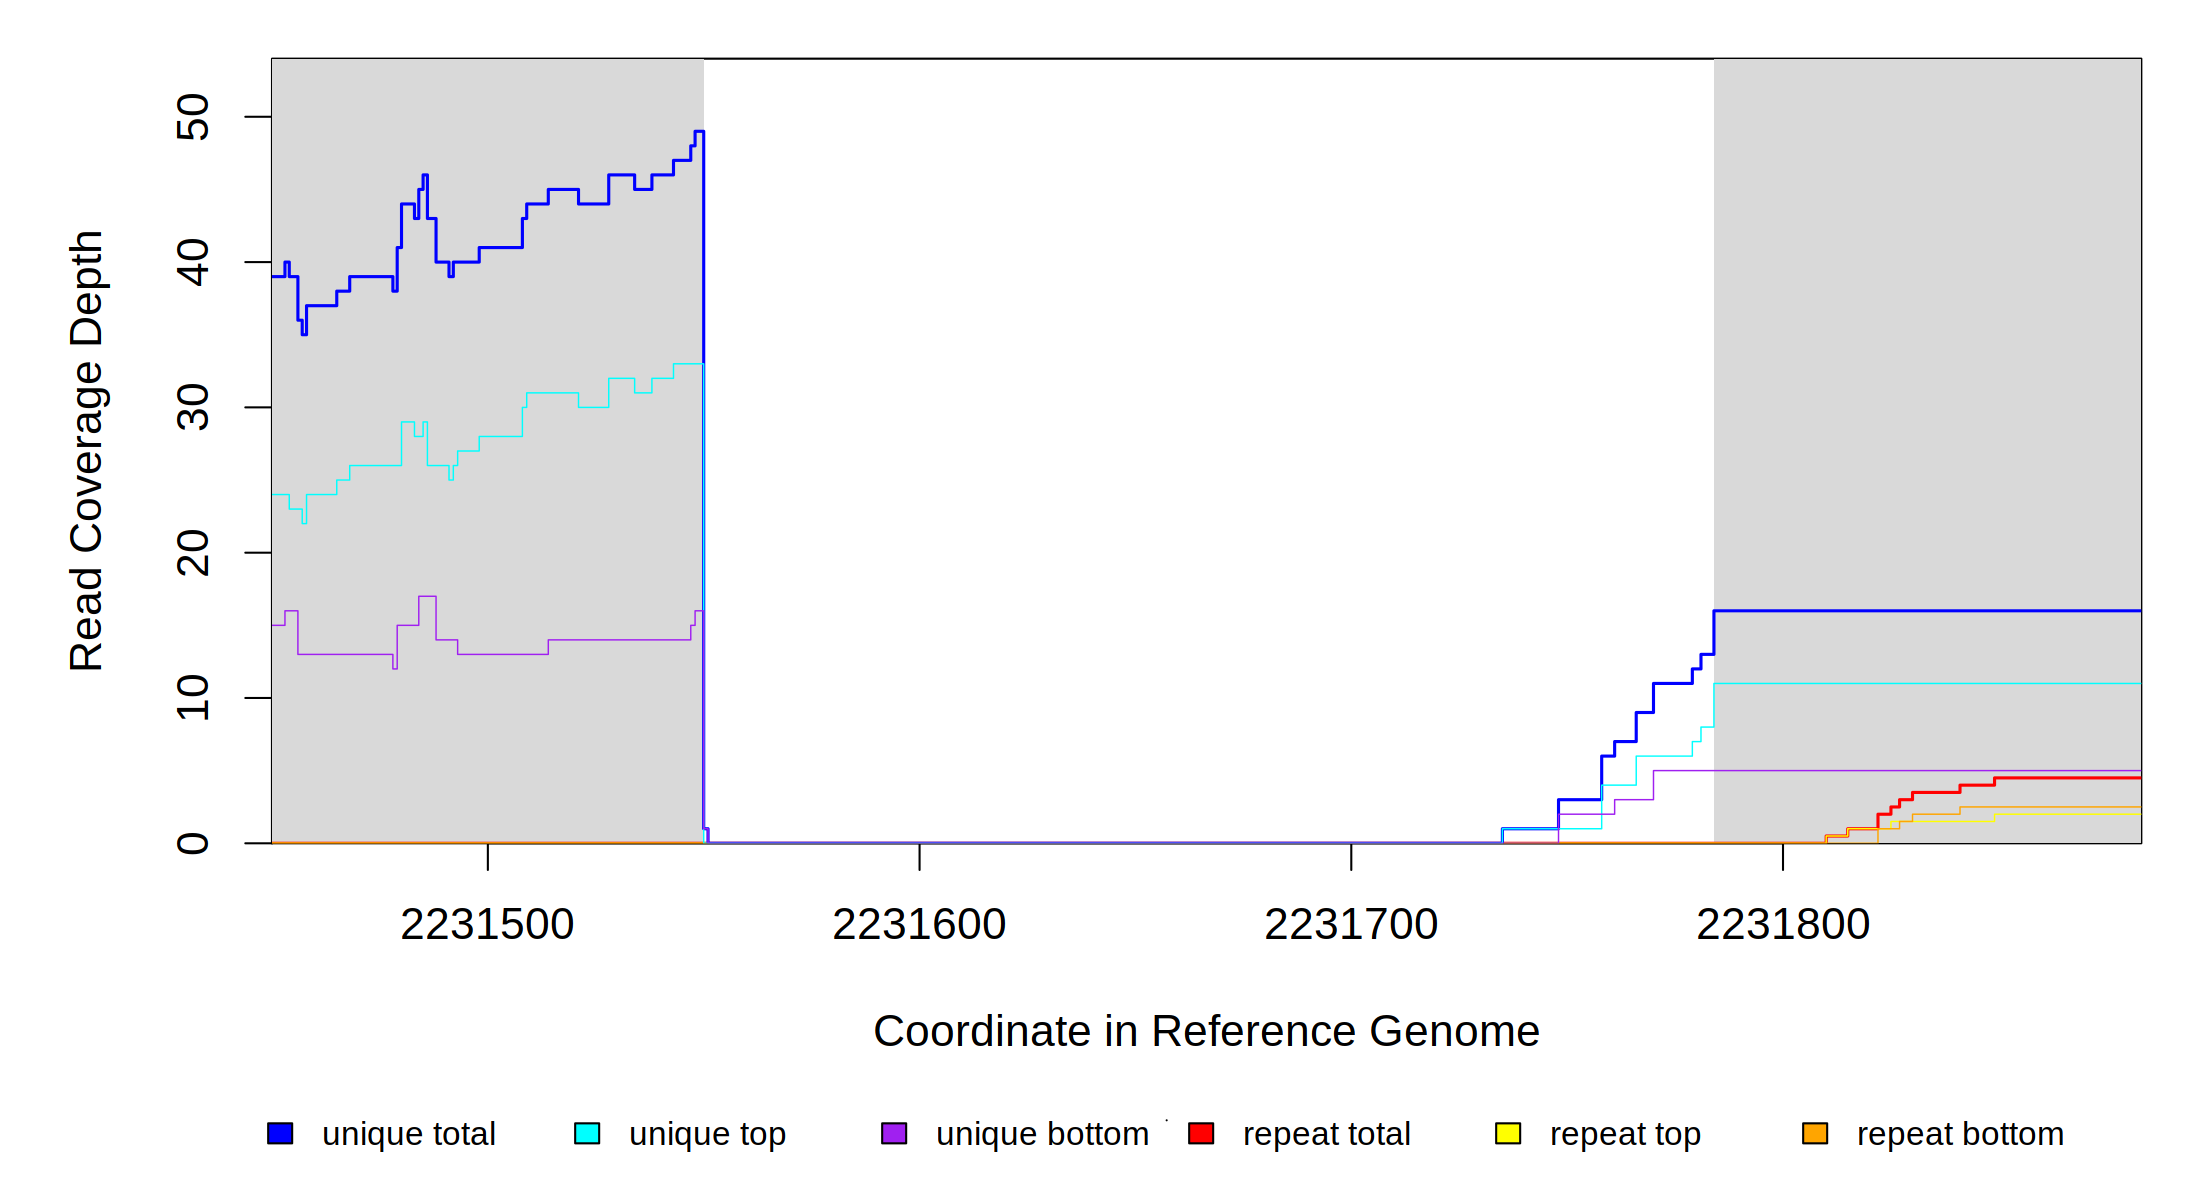 Read Coverage Depth
50
40
30
20
10
0
2231500 2231600 2231700 2231800
Coordinate in Reference Genome
unique total unique top unique bottom repeat total repeat top repeat bottom